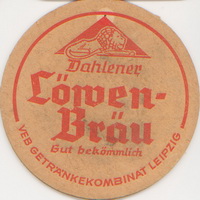 Dahlener
Löwen-
Bräu
Gut bekömmlich
VEB GETRÄNKEKOMBINAT LEIPZIG